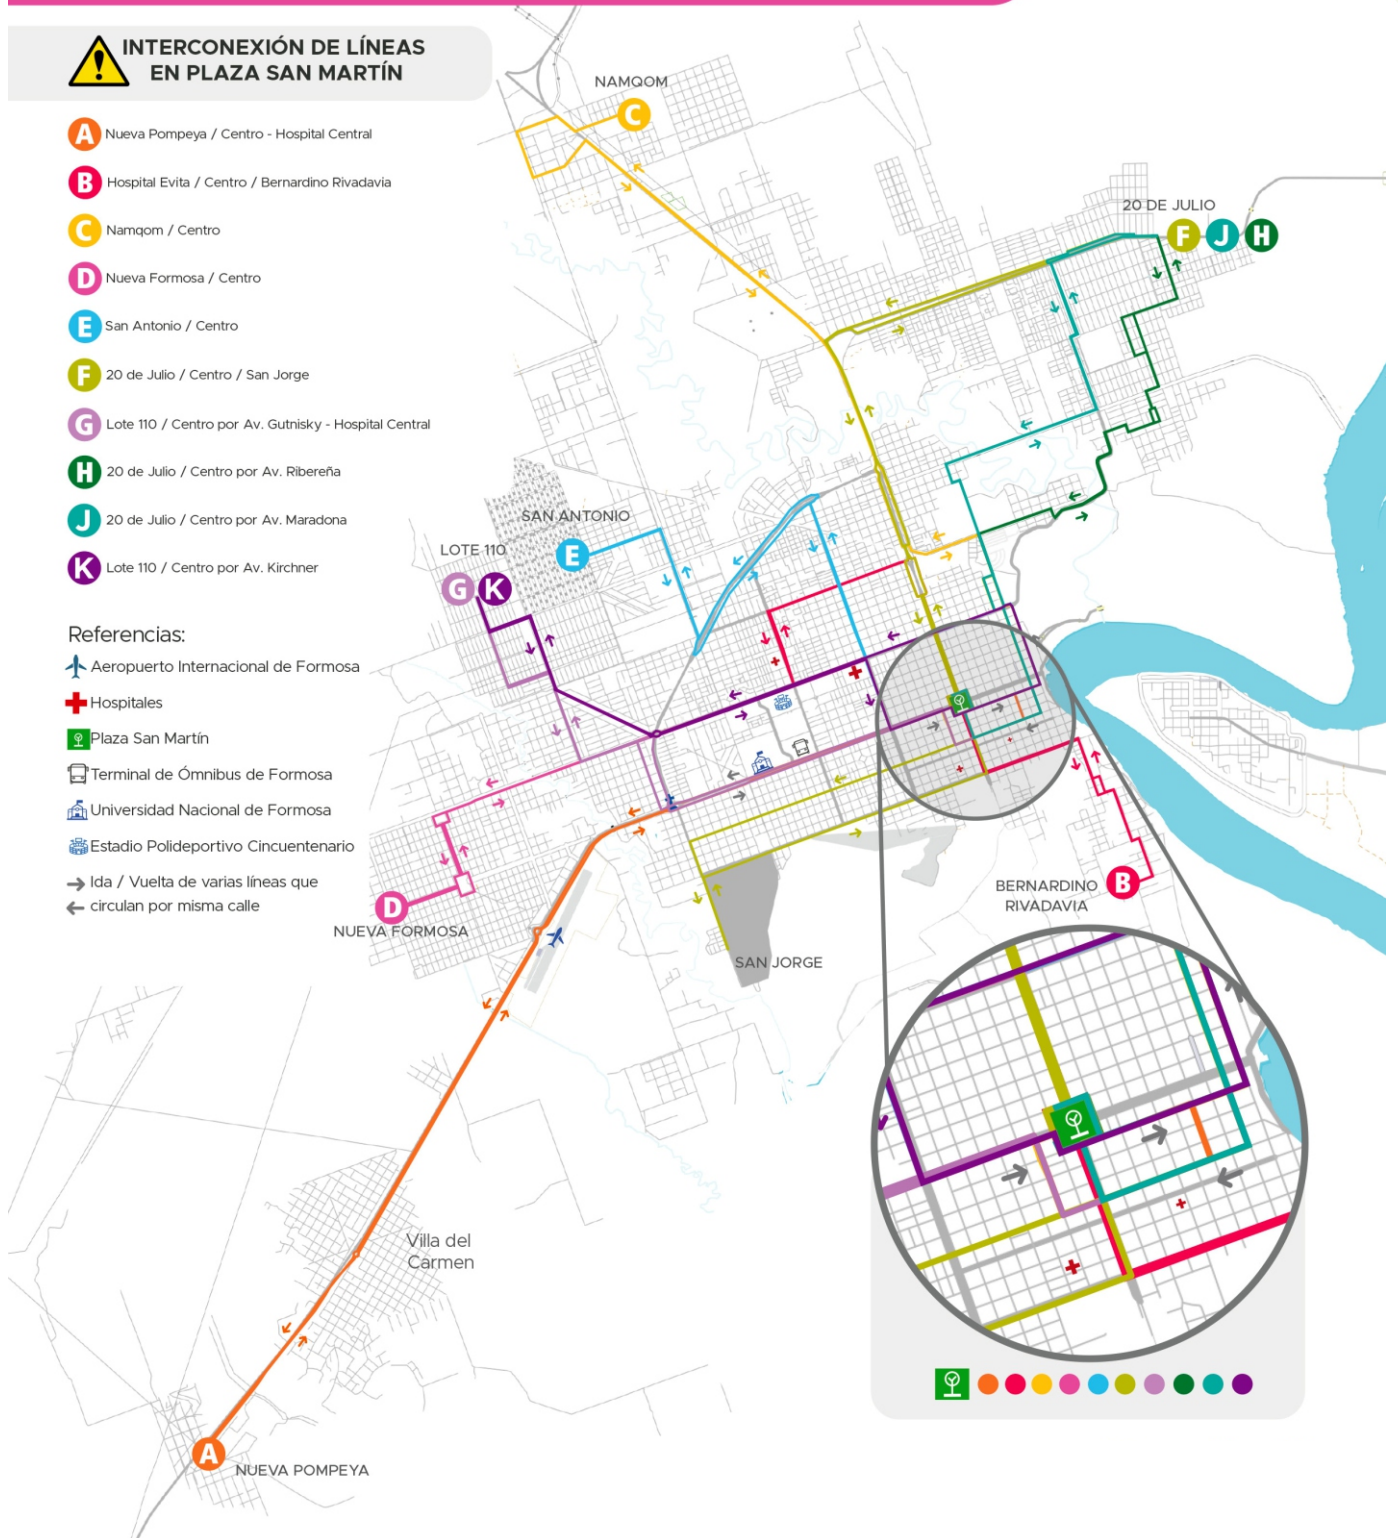 INTERCONEXIÓN DE LÍNEAS
EN PLAZA SAN MARTÍN
A Nueva Pompeya / Centro - Hospital Central
B Hospital Evita / Centro / Bernardino Rivadavia
C Namqom / Centro
D Nueva Formosa / Centro
E San Antonio / Centro
F 20 de Julio / Centro / San Jorge
G Lote 110 / Centro por Av. Gutnisky - Hospital Central
H 20 de Julio / Centro por Av. Ribereña
J 20 de Julio / Centro por Av. Maradona
K Lote 110 / Centro por Av. Kirchner
Referencias:
Aeropuerto Internacional de Formosa
Hospitales
Plaza San Martín
Terminal de Ómnibus de Formosa
Universidad Nacional de Formosa
Estadio Polideportivo Cincuentenario
Ida / Vuelta de varias líneas que
circulan por misma calle
NAMQOM
C
20 DE JULIO
F J H
SAN ANTONIO
E
LOTE 110
G K
D
NUEVA FORMOSA
BERNARDINO
RIVADAVIA
B
SAN JORGE
Villa del
Carmen
A
NUEVA POMPEYA